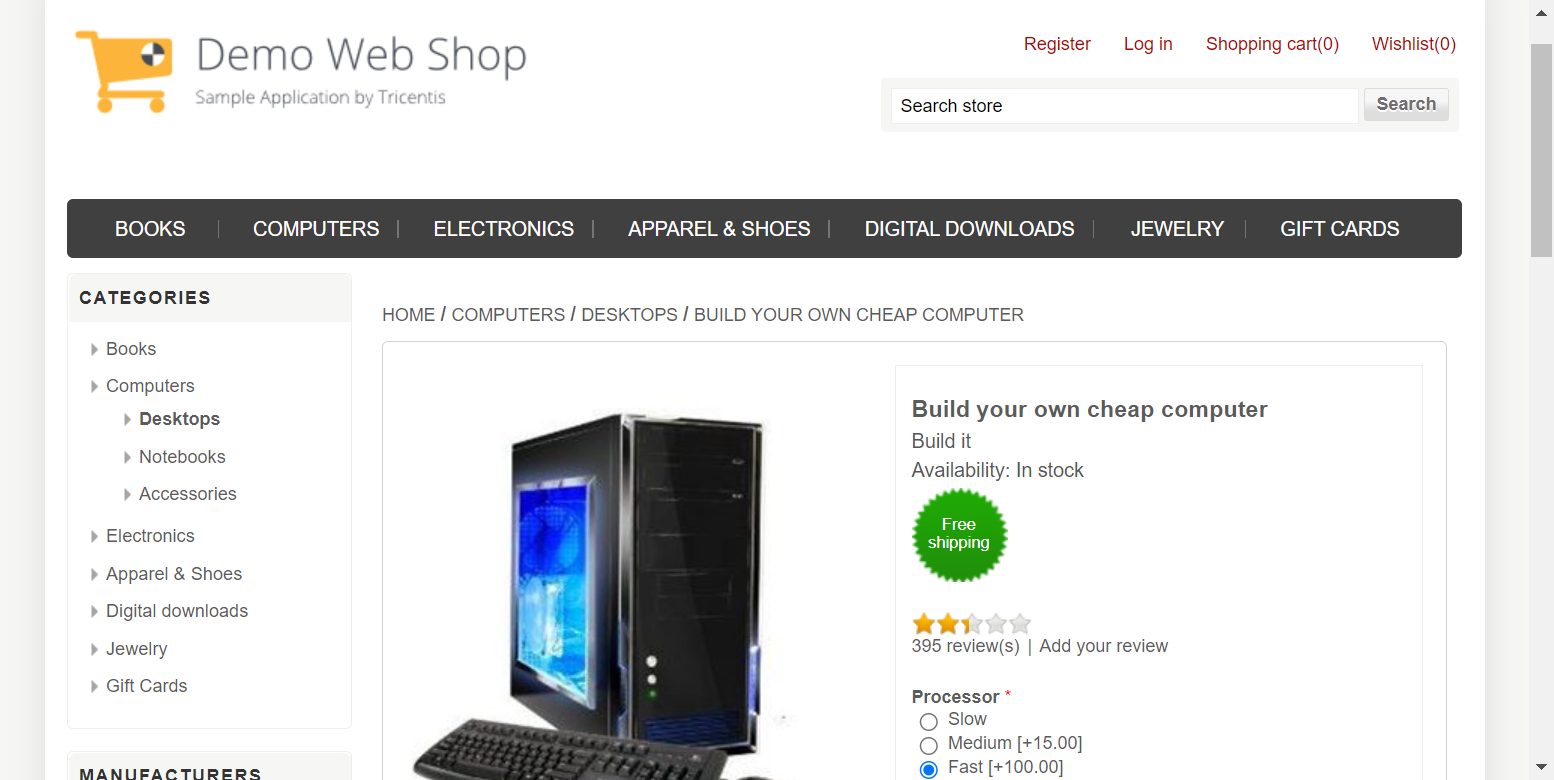 Demo Web Shop
Sample Application by Tricentis
Register Log in Shopping cart(0) Wishlist(0)
Search store Search
BOOKS COMPUTERS ELECTRONICS APPAREL & SHOES DIGITAL DOWNLOADS JEWELRY GIFT CARDS
CATEGORIES
Books
Computers
Desktops
Notebooks
Accessories
Electronics
Apparel & Shoes
Digital downloads
Jewelry
Gift Cards
MANUFACTURERS
HOME / COMPUTERS / DESKTOPS / BUILD YOUR OWN CHEAP COMPUTER
Build your own cheap computer
Build it
Availability: In stock
Free
shipping
395 review(s) | Add your review
Processor *
Slow
Medium [+15.00]
Fast [+100.00]